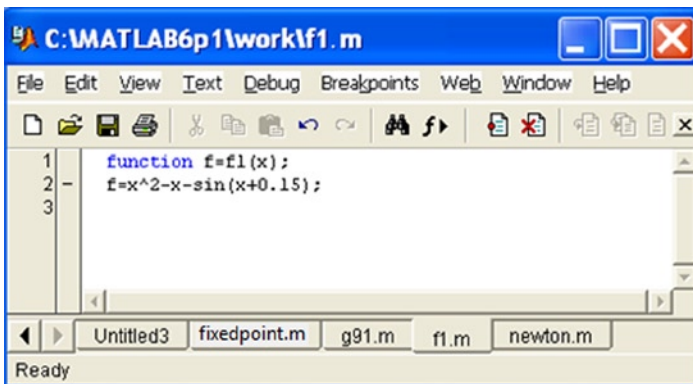 C:\MATLAB6p1\work\f1.m
File Edit View Text Debug Breakpoints Web Window Help
1 function f=f1(x);
2 - f=x^2-x-sin(x+0.15);
3
Untitled3 fixedpoint.m g91.m f1.m newton.m
Ready